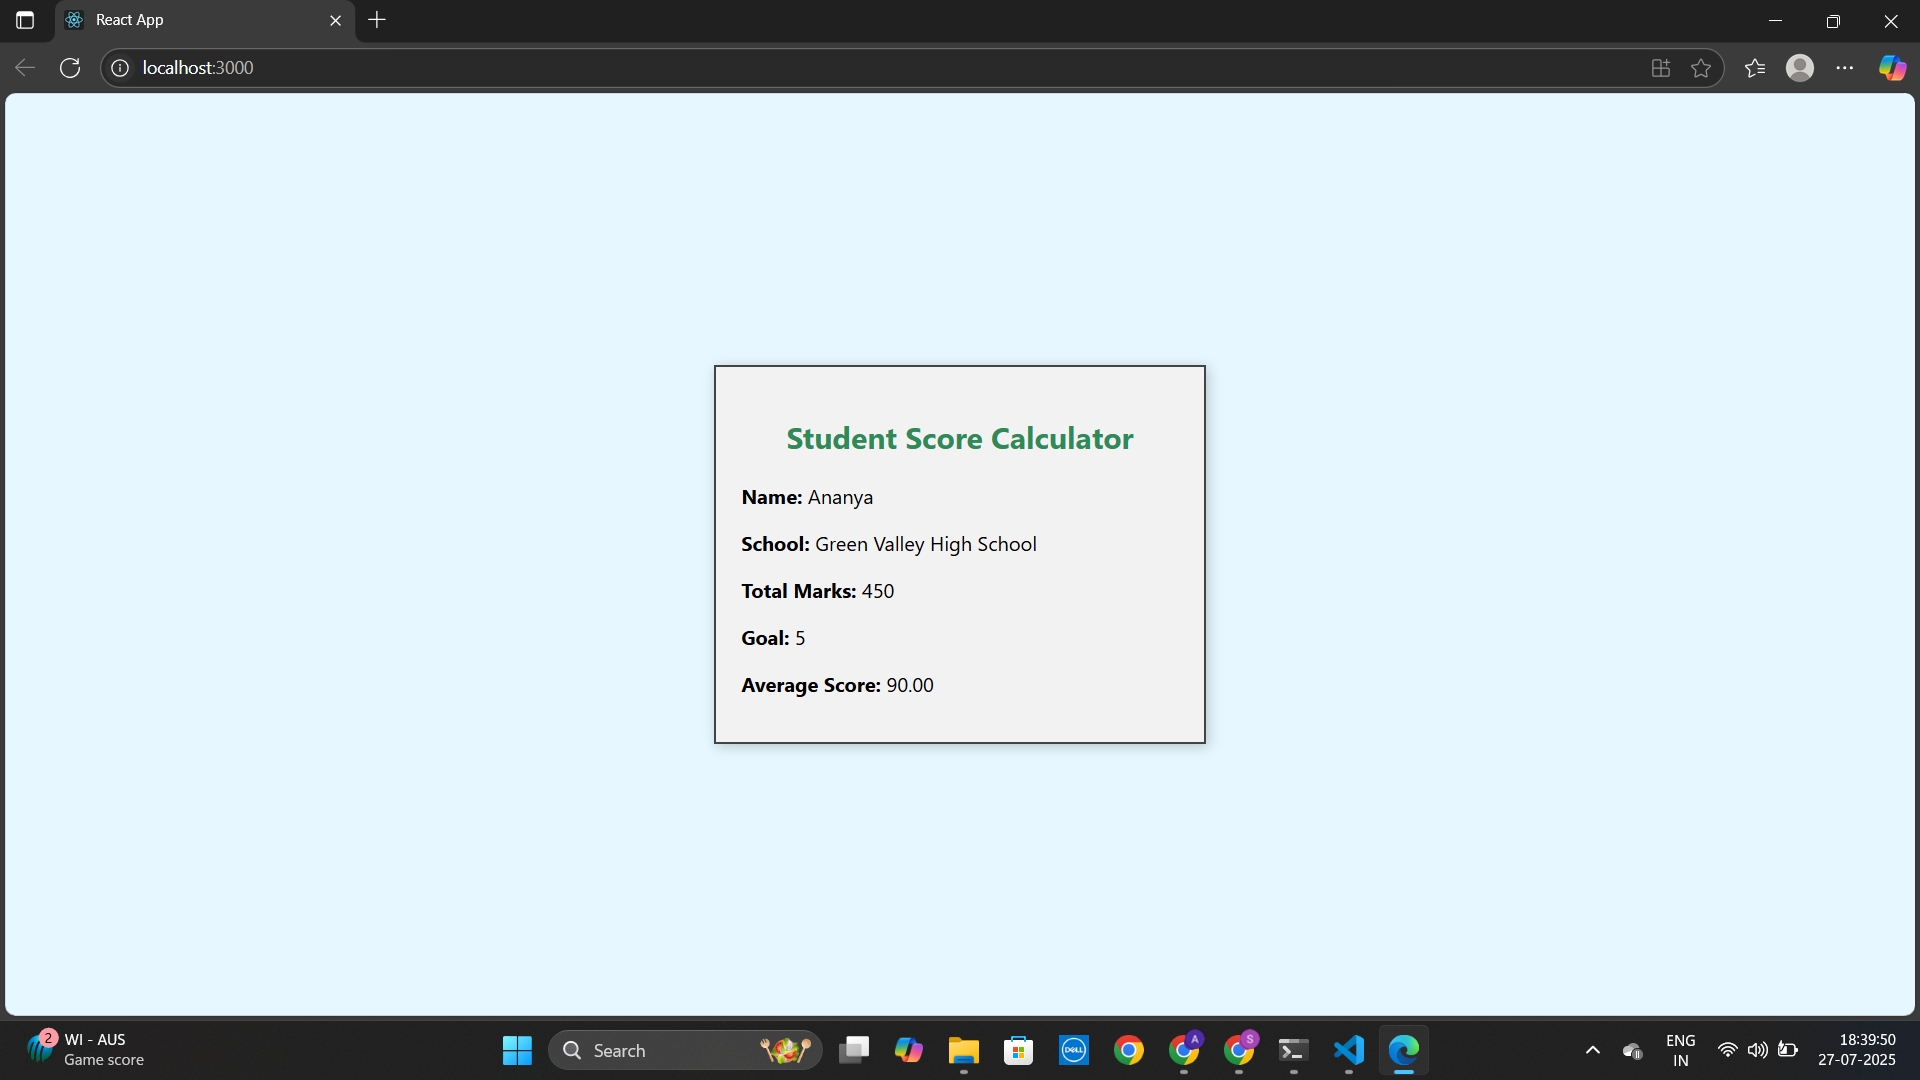 React App
localhost:3000
Student Score Calculator
Name: Ananya
School: Green Valley High School
Total Marks: 450
Goal: 5
Average Score: 90.00
2
WI - AUS
Game score
Search
DELL
A
S
ENG
IN
18:39:50
27-07-2025